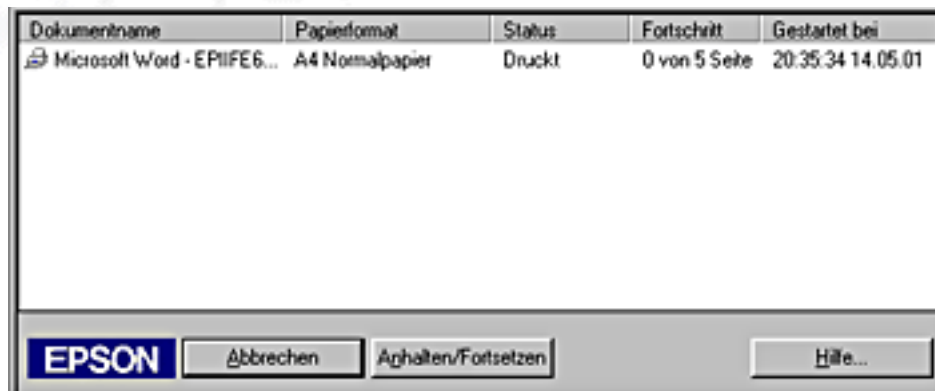 Dokumentname Papierformat Status Fortschritt Gestartet bei
Microsoft Word - EPIIFE6... A4 Normalpapier Druckt 0 von 5 Seite 20:35:34 14.05.01
EPSON Abbrechen Anhalten/Fortsetzen Hilfe...